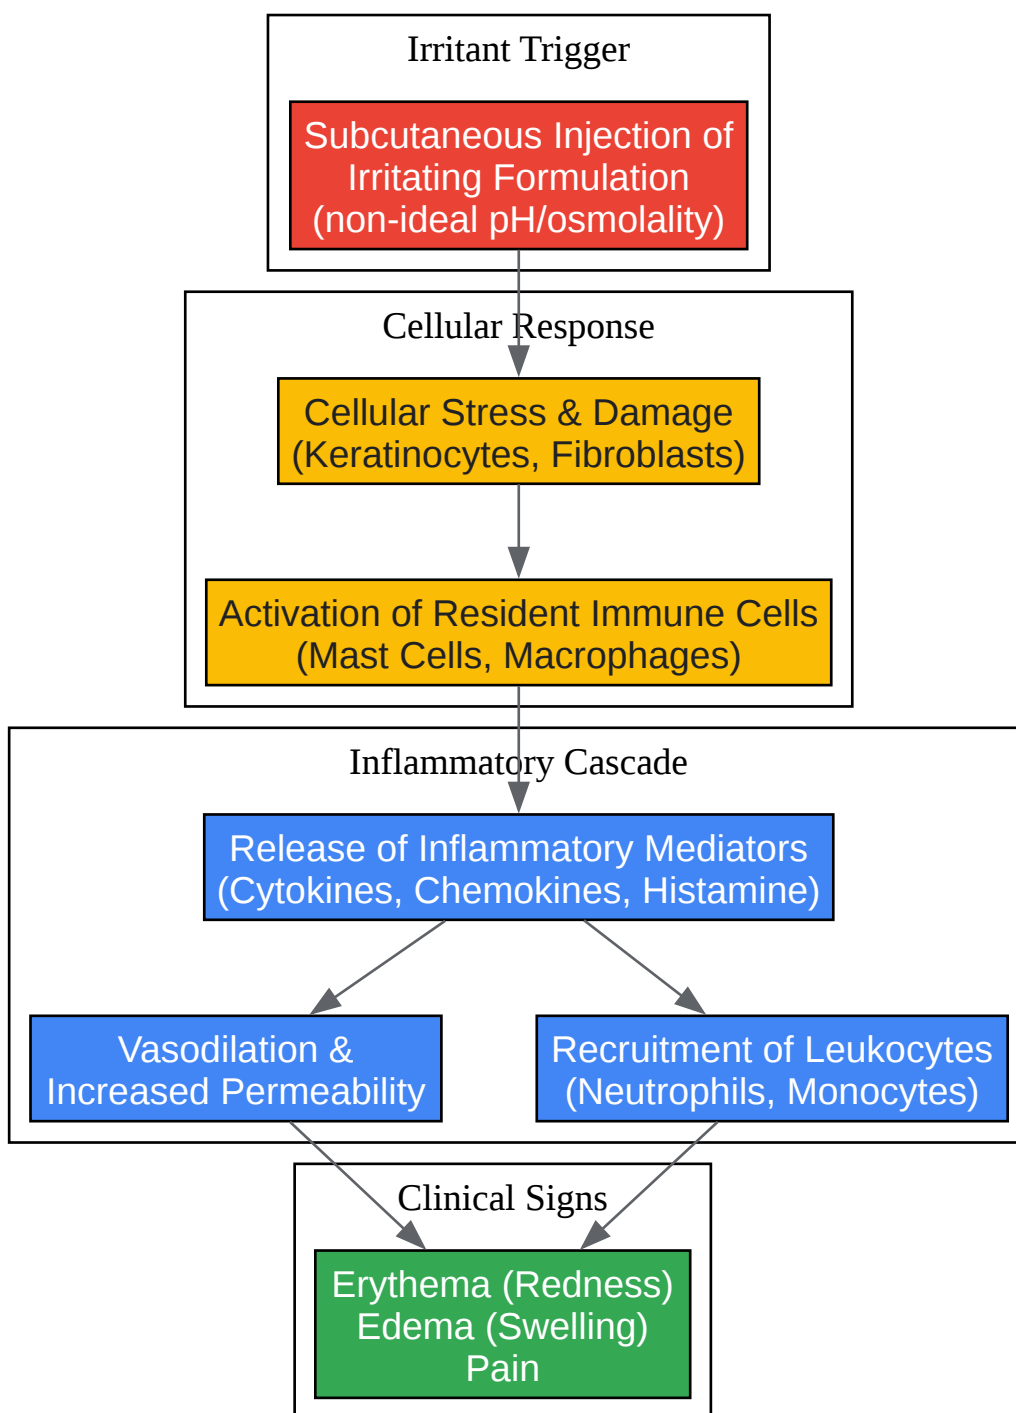 Irritant Trigger
Subcutaneous Injection of
Irritating Formulation
(non-ideal pH/osmolality)
Cellular Response
Cellular Stress & Damage
(Keratinocytes, Fibroblasts)
Activation of Resident Immune Cells
(Mast Cells, Macrophages)
Inflammatory Cascade
Release of Inflammatory Mediators
(Cytokines, Chemokines, Histamine)
Vasodilation &
Increased Permeability
Recruitment of Leukocytes
(Neutrophils, Monocytes)
Clinical Signs
Erythema (Redness)
Edema (Swelling)
Pain